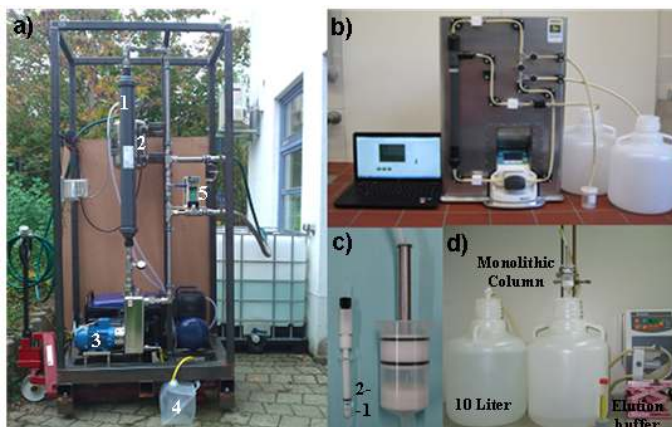 a)
1
2
5
3
4
b)
c)
2-
-1
d)
Monolithic
Column
10 Liter
Elution
buffer